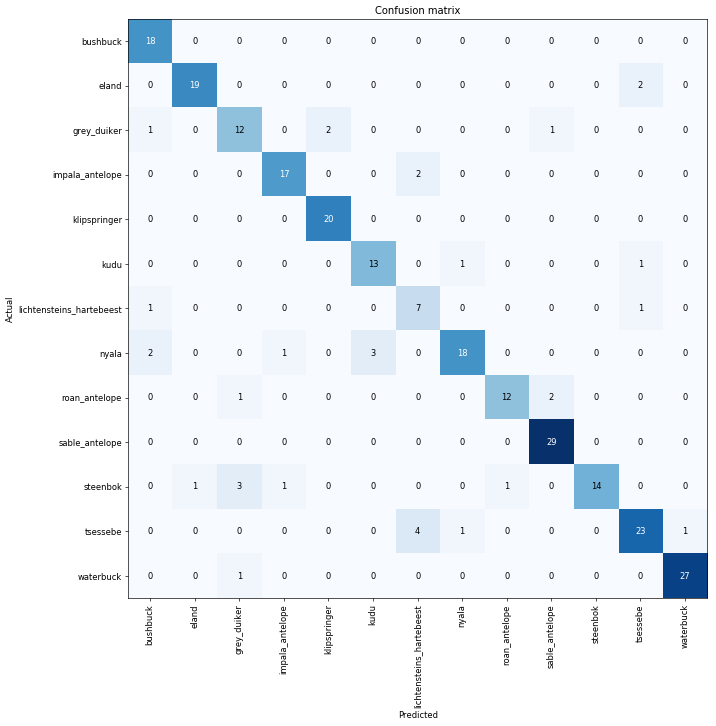 Confusion matrix
Actual
bushbuck 18 0 0 0 0 0 0 0 0 0 0 0 0
eland 0 19 0 0 0 0 0 0 0 0 0 2 0
grey_duiker 1 0 12 0 2 0 0 0 0 1 0 0 0
impala_antelope 0 0 0 17 0 0 2 0 0 0 0 0 0
klipspringer 0 0 0 0 20 0 0 0 0 0 0 0 0
kudu 0 0 0 0 0 13 0 1 0 0 0 1 0
lichtensteins_hartebeest 1 0 0 0 0 0 7 0 0 0 0 1 0
nyala 2 0 0 1 0 3 0 18 0 0 0 0 0
roan_antelope 0 0 1 0 0 0 0 0 12 2 0 0 0
sable_antelope 0 0 0 0 0 0 0 0 0 29 0 0 0
steenbok 0 1 3 1 0 0 0 0 1 0 14 0 0
tsessebe 0 0 0 0 0 0 4 1 0 0 0 23 1
waterbuck 0 0 1 0 0 0 0 0 0 0 0 0 27
bushbuck
eland
grey_duiker
impala_antelope
klipspringer
kudu
lichtensteins_hartebeest
nyala
roan_antelope
sable_antelope
steenbok
tsessebe
waterbuck
Predicted